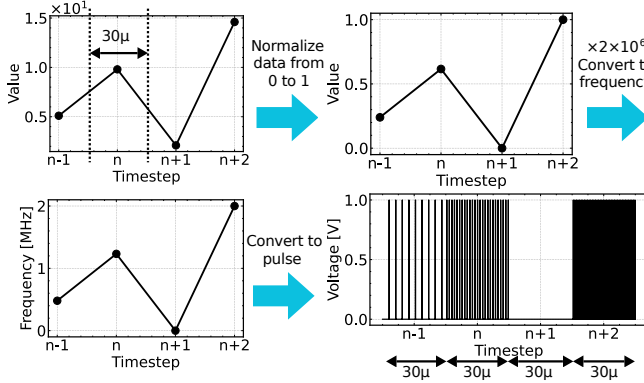 ×10¹
1.5
1.0
0.5
Value
30μ
n-1 n n+1 n+2
Timestep
Normalize
data from
0 to 1
1.0
0.5
0.0
Value
n-1 n n+1 n+2
Timestep
×2×10⁶
Convert t
frequenc
2
1
0
Frequency [MHz]
n-1 n n+1 n+2
Timestep
Convert to
pulse
1.0
0.5
0.0
Voltage [V]
n-1 n n+1 n+2
Timestep
30μ 30μ 30μ 30μ